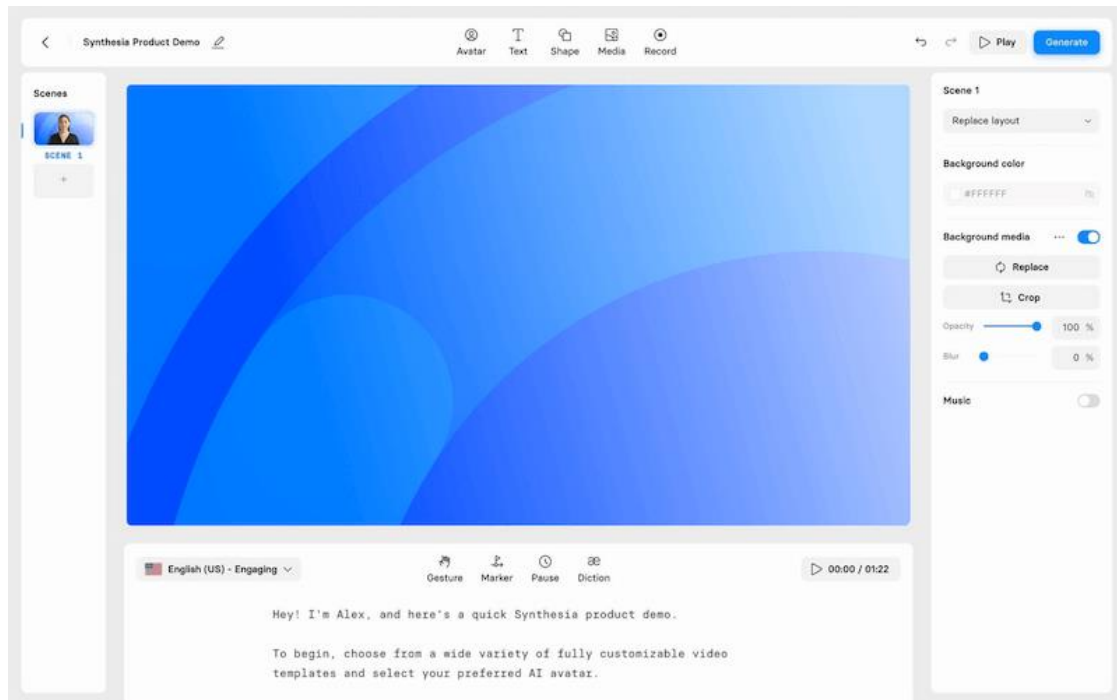 Synthesia Product Demo
Avatar
Text
Shape
Media
Record
Play
Generate
Scenes
SCENE 1
+
Scene 1
Replace layout
Background color
#FFFFFF
Background media
Replace
Crop
Opacity
100 %
Blur
0 %
Music
English (US) - Engaging
Gesture
Marker
Pause
æ
Diction
00:00 / 01:22
Hey! I'm Alex, and here's a quick Synthesia product demo.
To begin, choose from a wide variety of fully customizable video
templates and select your preferred AI avatar.